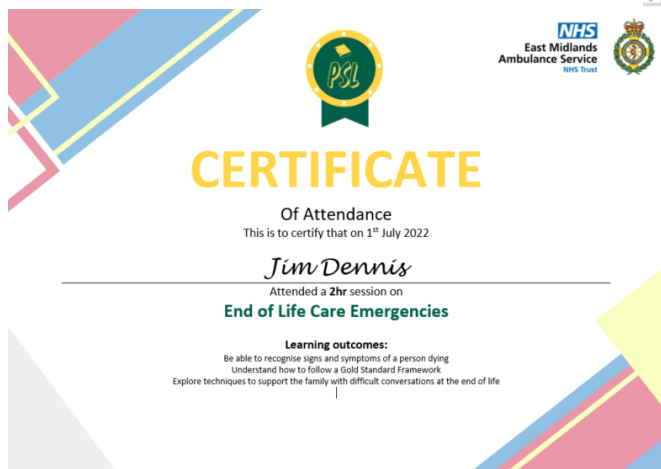 PSL
NHS
East Midlands
Ambulance Service
NHS Trust
CERTIFICATE
Of Attendance
This is to certify that on 1st July 2022
Jim Dennis
Attended a 2hr session on
End of Life Care Emergencies
Learning outcomes:
Be able to recognise signs and symptoms of a person dying
Understand how to follow a Gold Standard Framework
Explore techniques to support the family with difficult conversations at the end of life